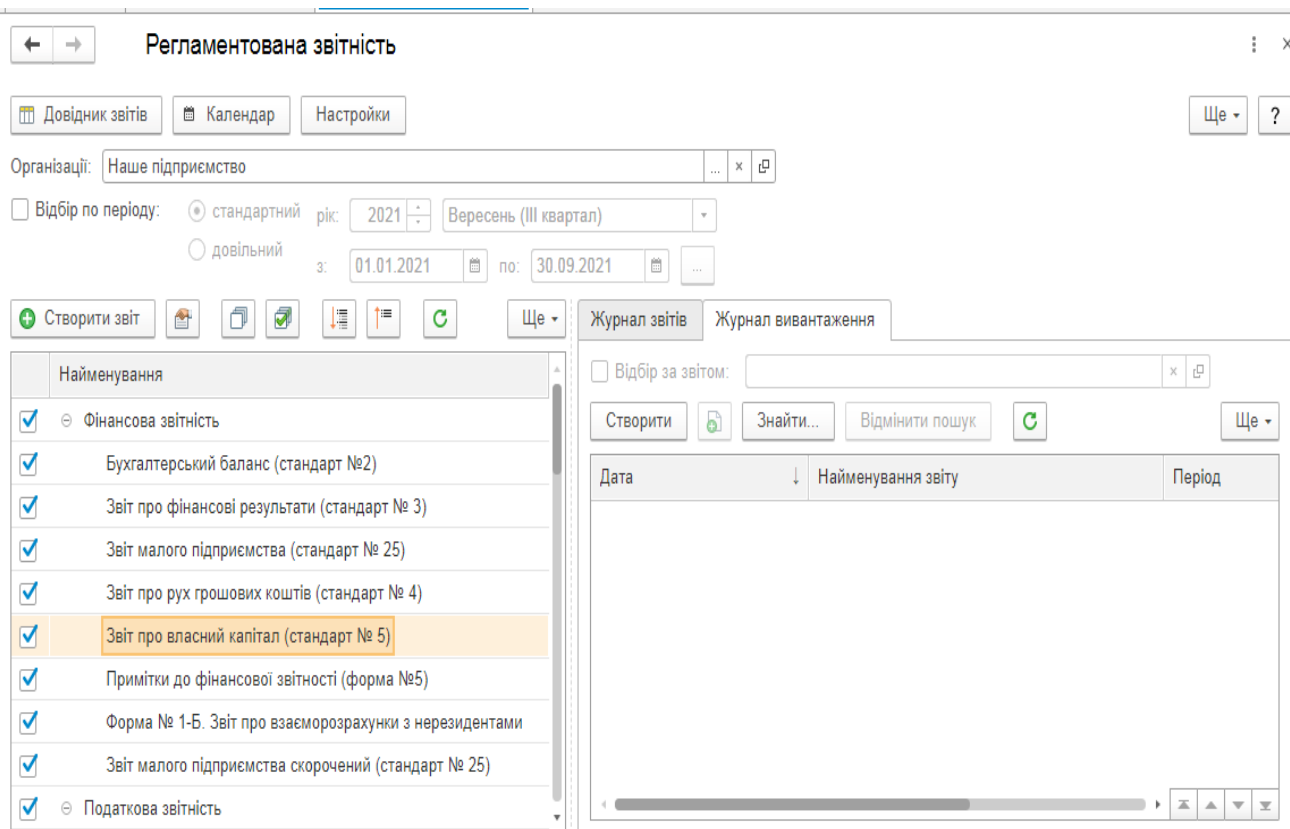 Регламентована звітність
Довідник звітів Календар Настройки Ще ?
Організації: Наше підприємство ...
Відбір по періоду: стандартний рік: 2021 Вересень (III квартал)
довільний
з: 01.01.2021 по: 30.09.2021 ...
Створити звіт Ще
Найменування
Фінансова звітність
Бухгалтерський баланс (стандарт №2)
Звіт про фінансові результати (стандарт № 3)
Звіт малого підприємства (стандарт № 25)
Звіт про рух грошових коштів (стандарт № 4)
Звіт про власний капітал (стандарт № 5)
Примітки до фінансової звітності (форма №5)
Форма № 1-Б. Звіт про взаєморозрахунки з нерезидентами
Звіт малого підприємства скорочений (стандарт № 25)
Податкова звітність
Журнал звітів Журнал вивантаження
Відбір за звітом:
Створити Знайти... Відмінити пошук Ще
Дата Найменування звіту Період